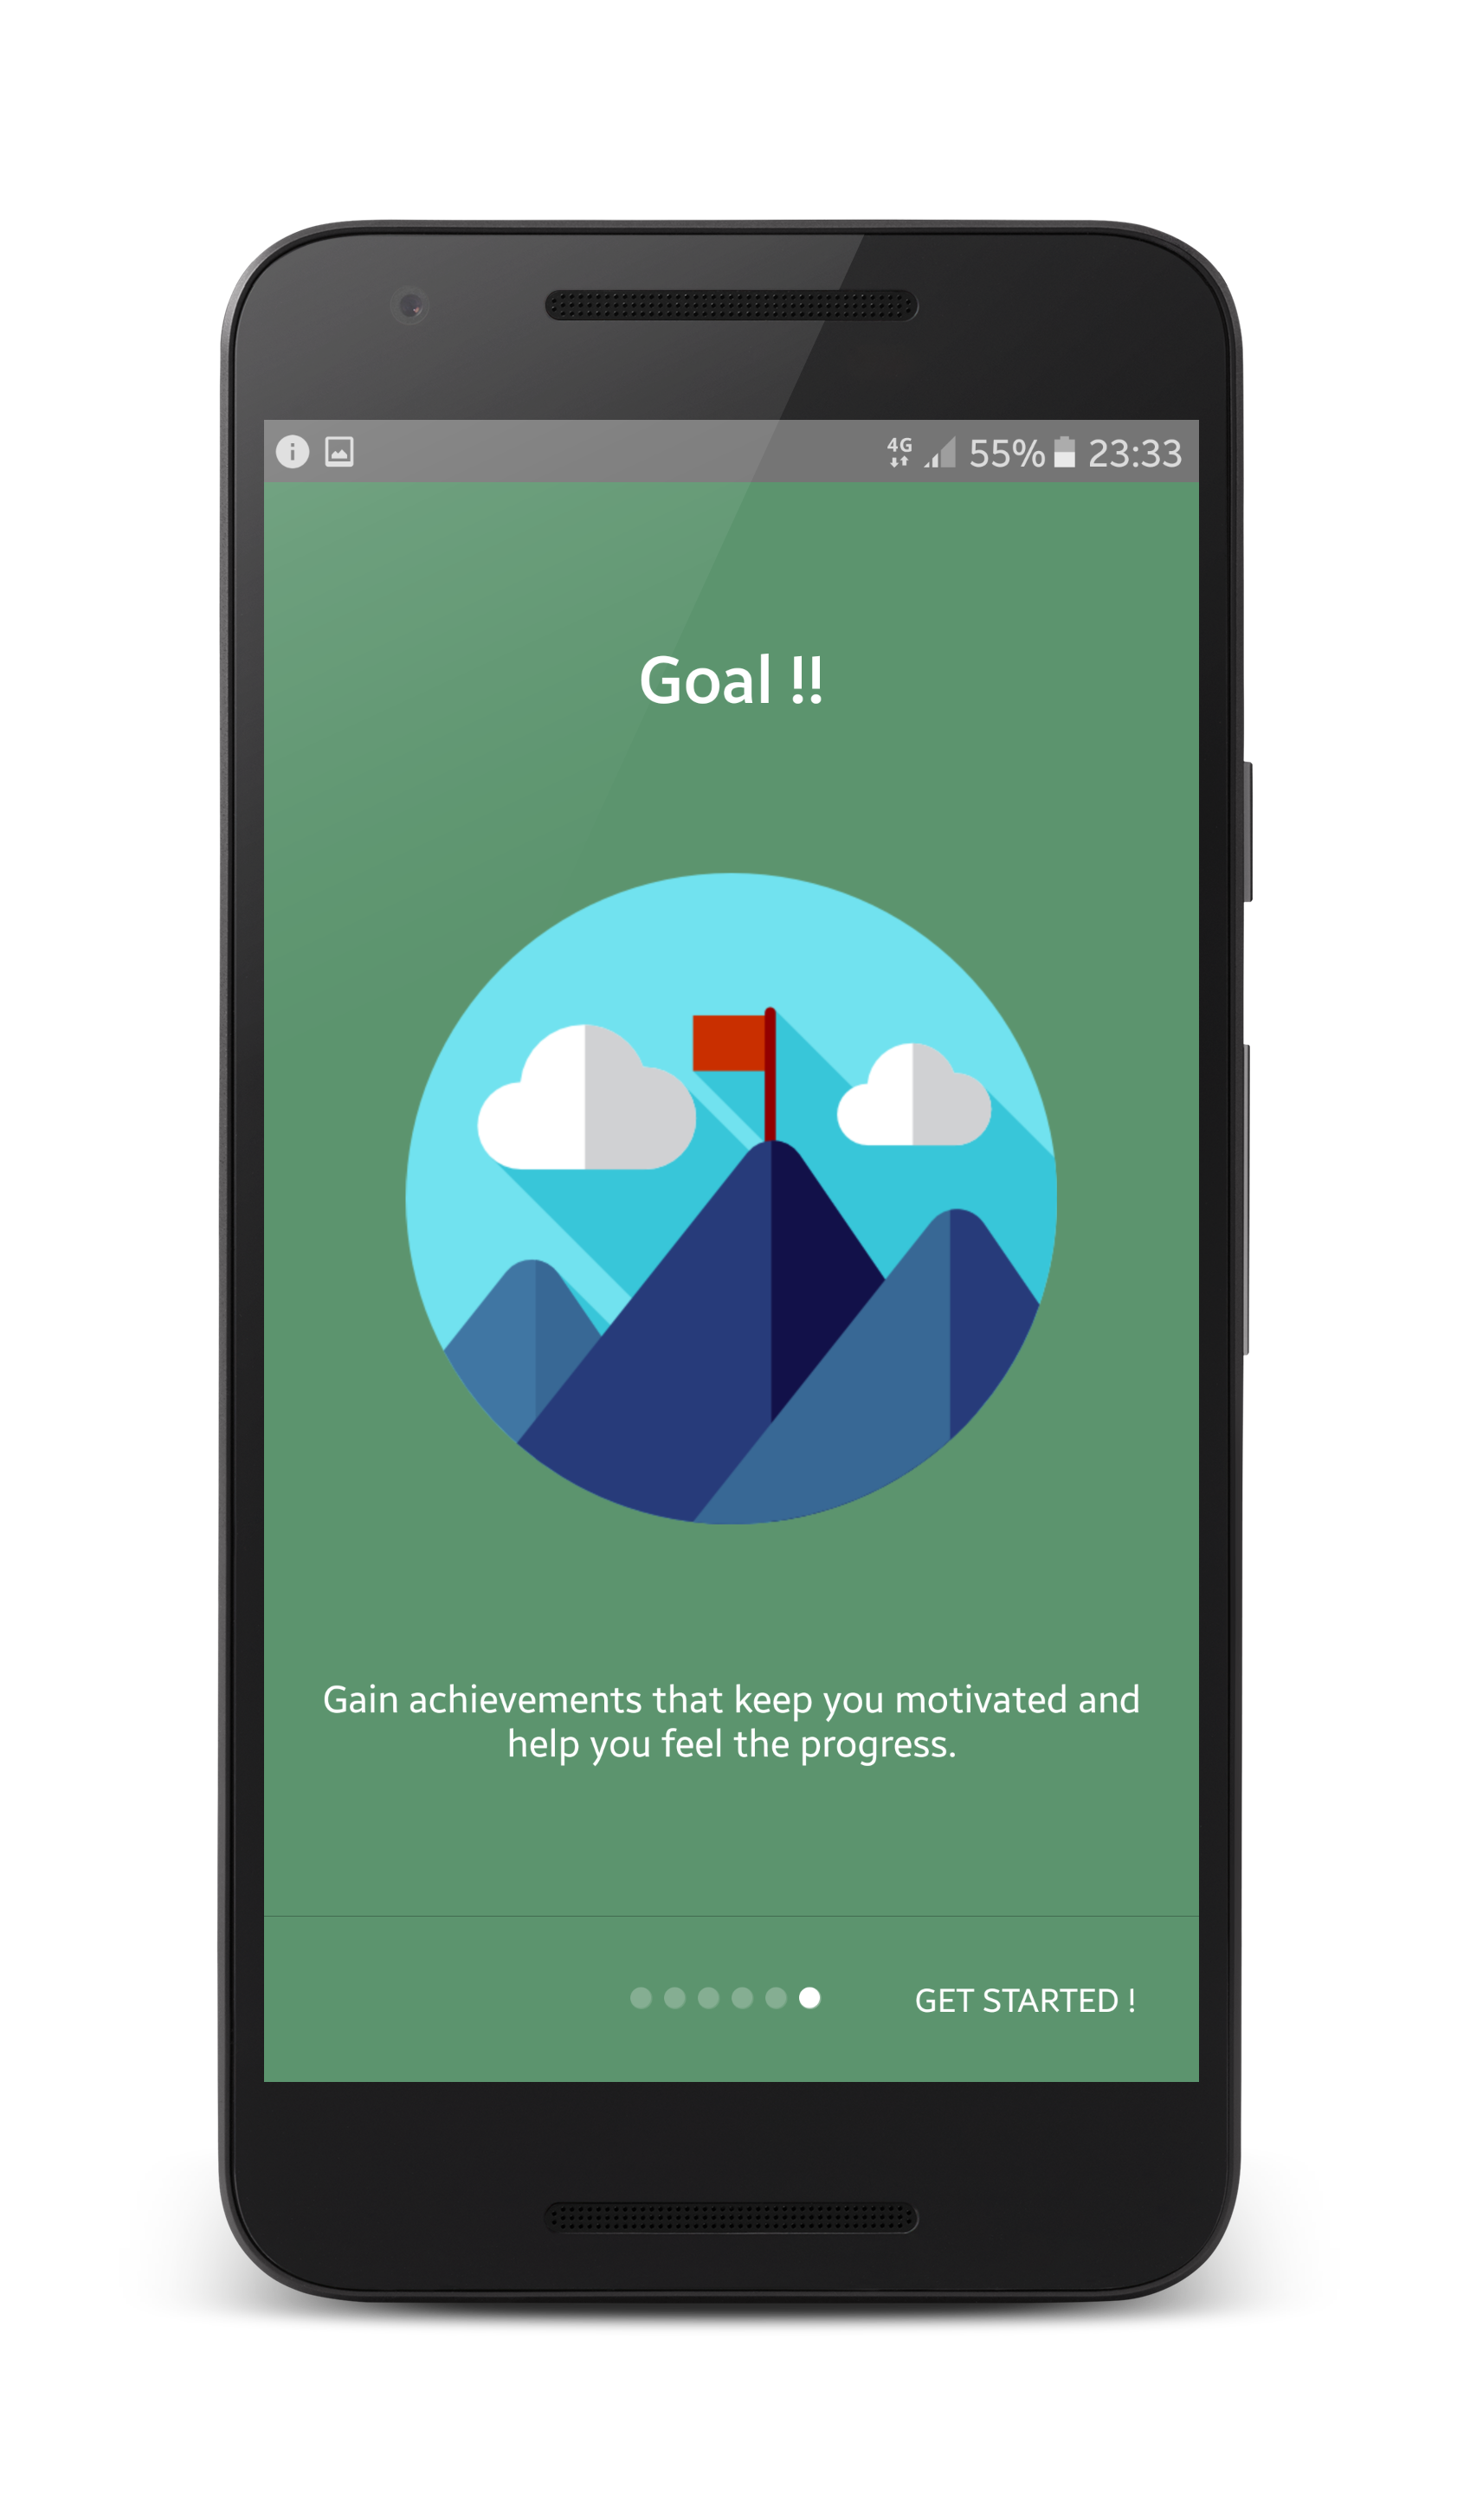 4G 55% 23:33
Goal !!
Gain achievements that keep you motivated and
help you feel the progress.
GET STARTED !